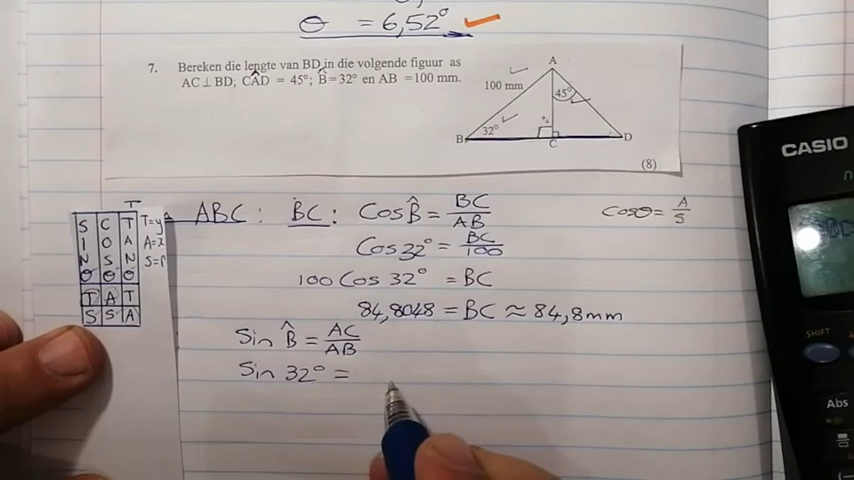 θ = 6,52°
7. Bereken die lengte van BD in die volgende figuur as
AC ⊥ BD; CÂD = 45°; B̂ = 32° en AB = 100 mm.
A
100 mm
45°
B
32°
C
D
(8)
T
S C T
I O A
N S N
θ θ θ
T A T
S S A
T=y
A=x
S=r
ABC: BC: Cos B̂ = BC/AB
Cos θ = A/S
Cos 32° = BC/100
100 Cos 32° = BC
84,8048 = BC ≈ 84,8mm
Sin B̂ = AC/AB
Sin 32° =
CASIO
SHIFT
Abs